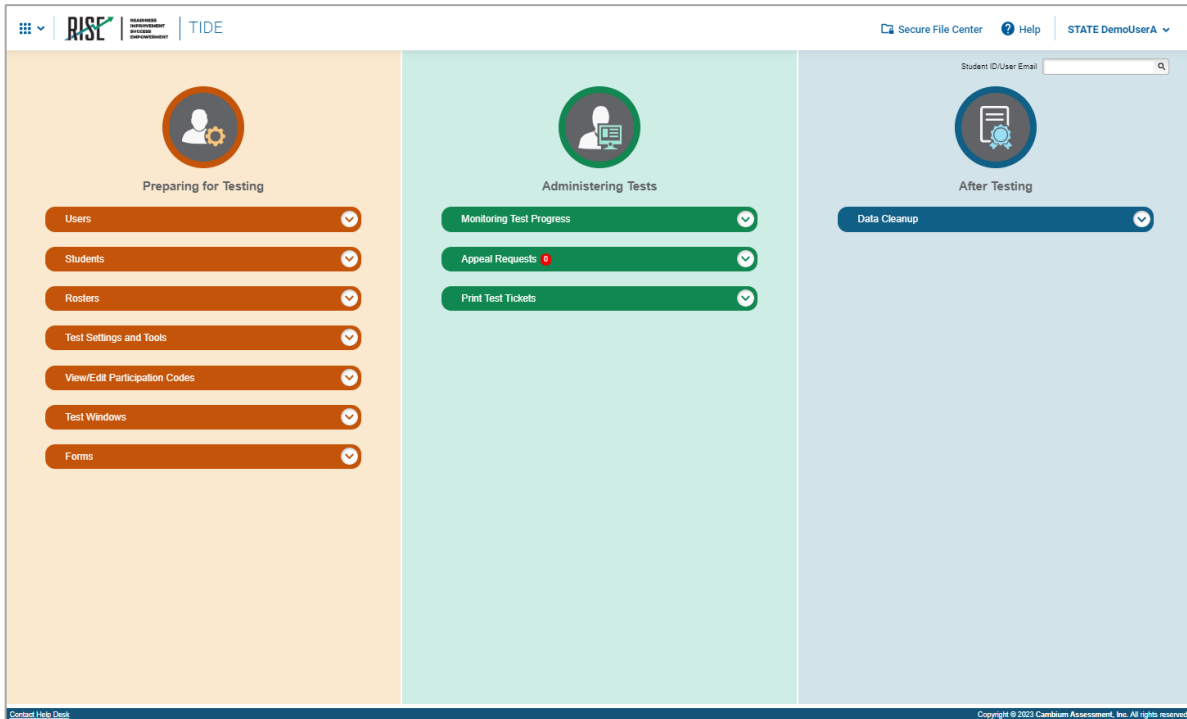 RISE
READINESS
IMPROVEMENT
SUCCESS
EMPOWERMENT
TIDE
Secure File Center
Help
STATE DemoUserA
Student ID/User Email
Preparing for Testing
Users
Students
Rosters
Test Settings and Tools
View/Edit Participation Codes
Test Windows
Forms
Administering Tests
Monitoring Test Progress
Appeal Requests 0
Print Test Tickets
After Testing
Data Cleanup
Contact Help Desk
Copyright © 2023 Cambium Assessment, Inc. All rights reserved